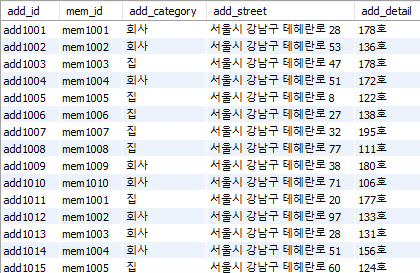 add_id mem_id add_category add_street add_detail
add1001 mem1001 회사 서울시 강남구 테헤란로 28 178호
add1002 mem1002 회사 서울시 강남구 테헤란로 53 136호
add1003 mem1003 집 서울시 강남구 테헤란로 47 178호
add1004 mem1004 회사 서울시 강남구 테헤란로 51 172호
add1005 mem1005 집 서울시 강남구 테헤란로 8 122호
add1006 mem1006 집 서울시 강남구 테헤란로 27 138호
add1007 mem1007 집 서울시 강남구 테헤란로 32 195호
add1008 mem1008 집 서울시 강남구 테헤란로 77 111호
add1009 mem1009 회사 서울시 강남구 테헤란로 38 180호
add1010 mem1010 회사 서울시 강남구 테헤란로 71 106호
add1011 mem1001 집 서울시 강남구 테헤란로 20 177호
add1012 mem1002 회사 서울시 강남구 테헤란로 97 133호
add1013 mem1003 회사 서울시 강남구 테헤란로 28 131호
add1014 mem1004 회사 서울시 강남구 테헤란로 51 156호
add1015 mem1005 집 서울시 강남구 테헤란로 60 124호